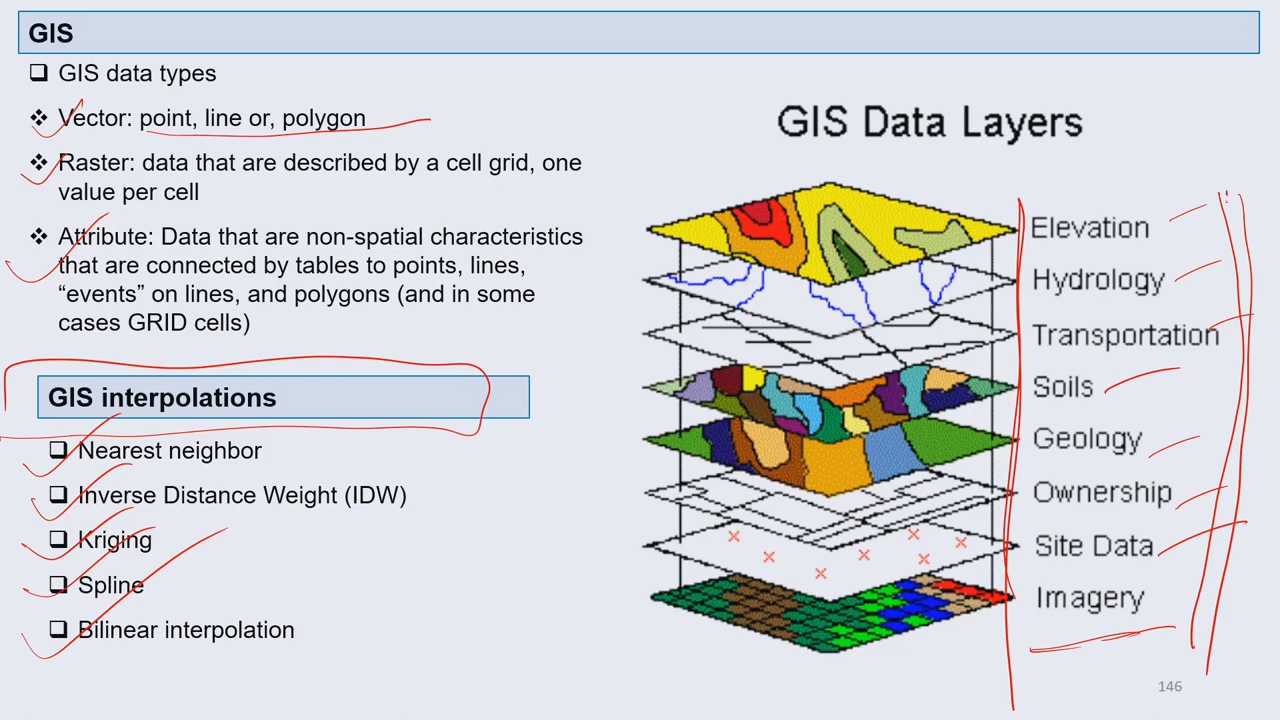 GIS
❑ GIS data types
❖ Vector: point, line or, polygon
❖ Raster: data that are described by a cell grid, one
value per cell
❖ Attribute: Data that are non-spatial characteristics
that are connected by tables to points, lines,
“events” on lines, and polygons (and in some
cases GRID cells)
GIS interpolations
❑ Nearest neighbor
❑ Inverse Distance Weight (IDW)
❑ Kriging
❑ Spline
❑ Bilinear interpolation
GIS Data Layers
Elevation
Hydrology
Transportation
Soils
Geology
Ownership
Site Data
Imagery
146